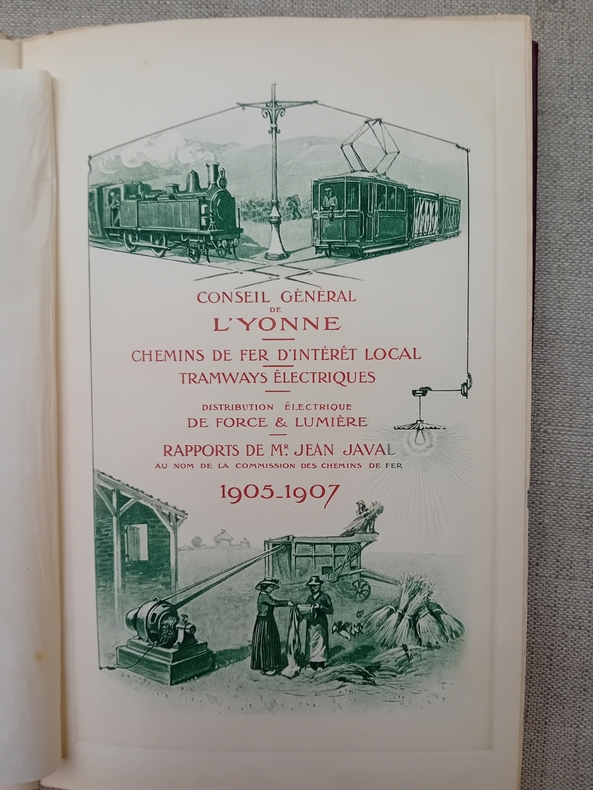 CONSEIL GÉNÉRAL
DE
L'YONNE
CHEMINS DE FER D'INTÉRÊT LOCAL
TRAMWAYS ÉLECTRIQUES
DISTRIBUTION ÉLECTRIQUE
DE FORCE & LUMIÈRE
RAPPORTS DE MR JEAN JAVAL
AU NOM DE LA COMMISSION DES CHEMINS DE FER
1905-1907